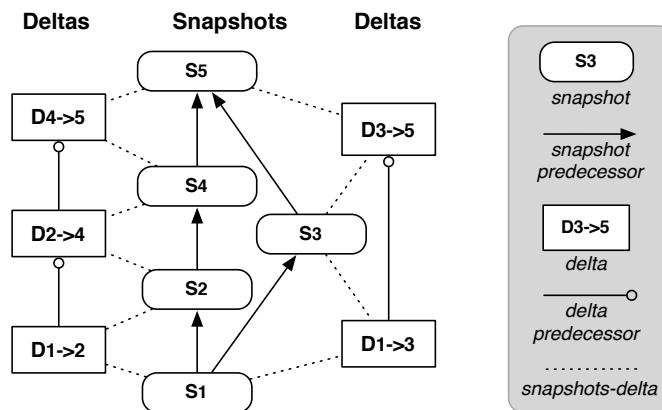 Deltas Snapshots Deltas
S5
D4->5
D3->5
S4
D2->4
S3
S2
D1->2
D1->3
S1
S3
snapshot
snapshot
predecessor
D3->5
delta
delta
predecessor
snapshots-delta